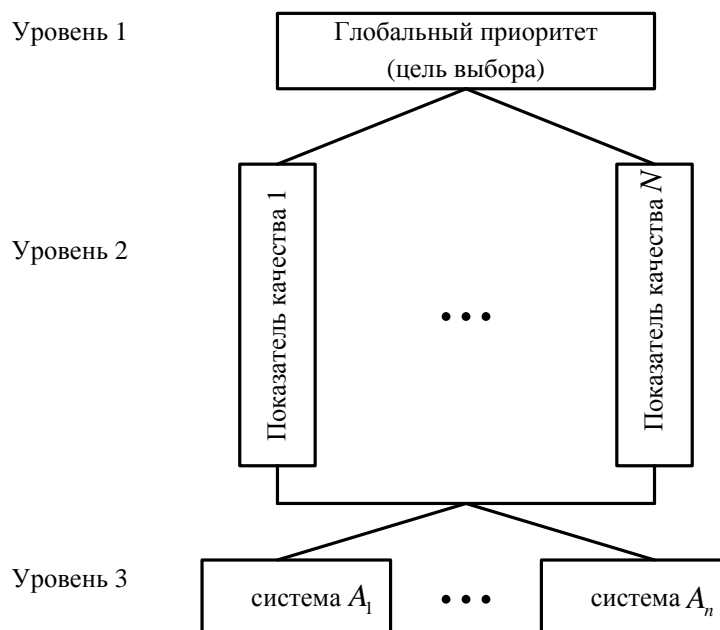 Уровень 1
Глобальный приоритет
(цель выбора)
Уровень 2
Показатель качества 1
• • •
Показатель качества N
Уровень 3
система A₁
• • •
система Aₙ